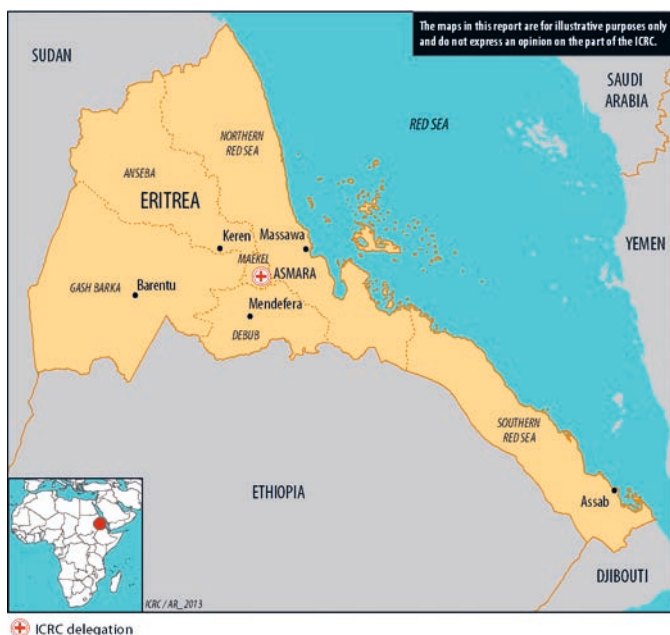 The maps in this report are for illustrative purposes only
and do not express an opinion on the part of the ICRC.
SUDAN
SAUDI
ARABIA
RED SEA
NORTHERN
RED SEA
ANSEBA
ERITREA
Keren
Massawa
YEMEN
MAEKEL
ASMARA
GASH BARKA
Barentu
Mendefera
DEBUB
SOUTHERN
RED SEA
ETHIOPIA
Assab
DJIBOUTI
ICRC / AR_ 2013
ICRC delegation